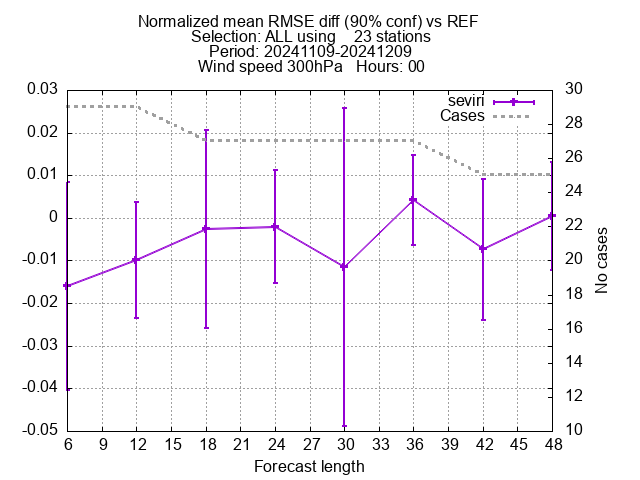 Normalized mean RMSE diff (90% conf) vs REF
Selection: ALL using    23 stations
Period: 20241109-20241209
Wind speed 300hPa   Hours: 00
seviri
Cases
0.03
0.02
0.01
0
-0.01
-0.02
-0.03
-0.04
-0.05
30
28
26
24
22
20
18
16
14
12
10
No cases
6 9 12 15 18 21 24 27 30 33 36 39 42 45 48
Forecast length